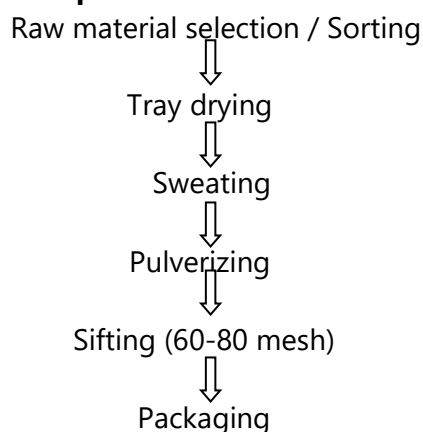 Raw material selection / Sorting
Tray drying
Sweating
Pulverizing
Sifting (60-80 mesh)
Packaging